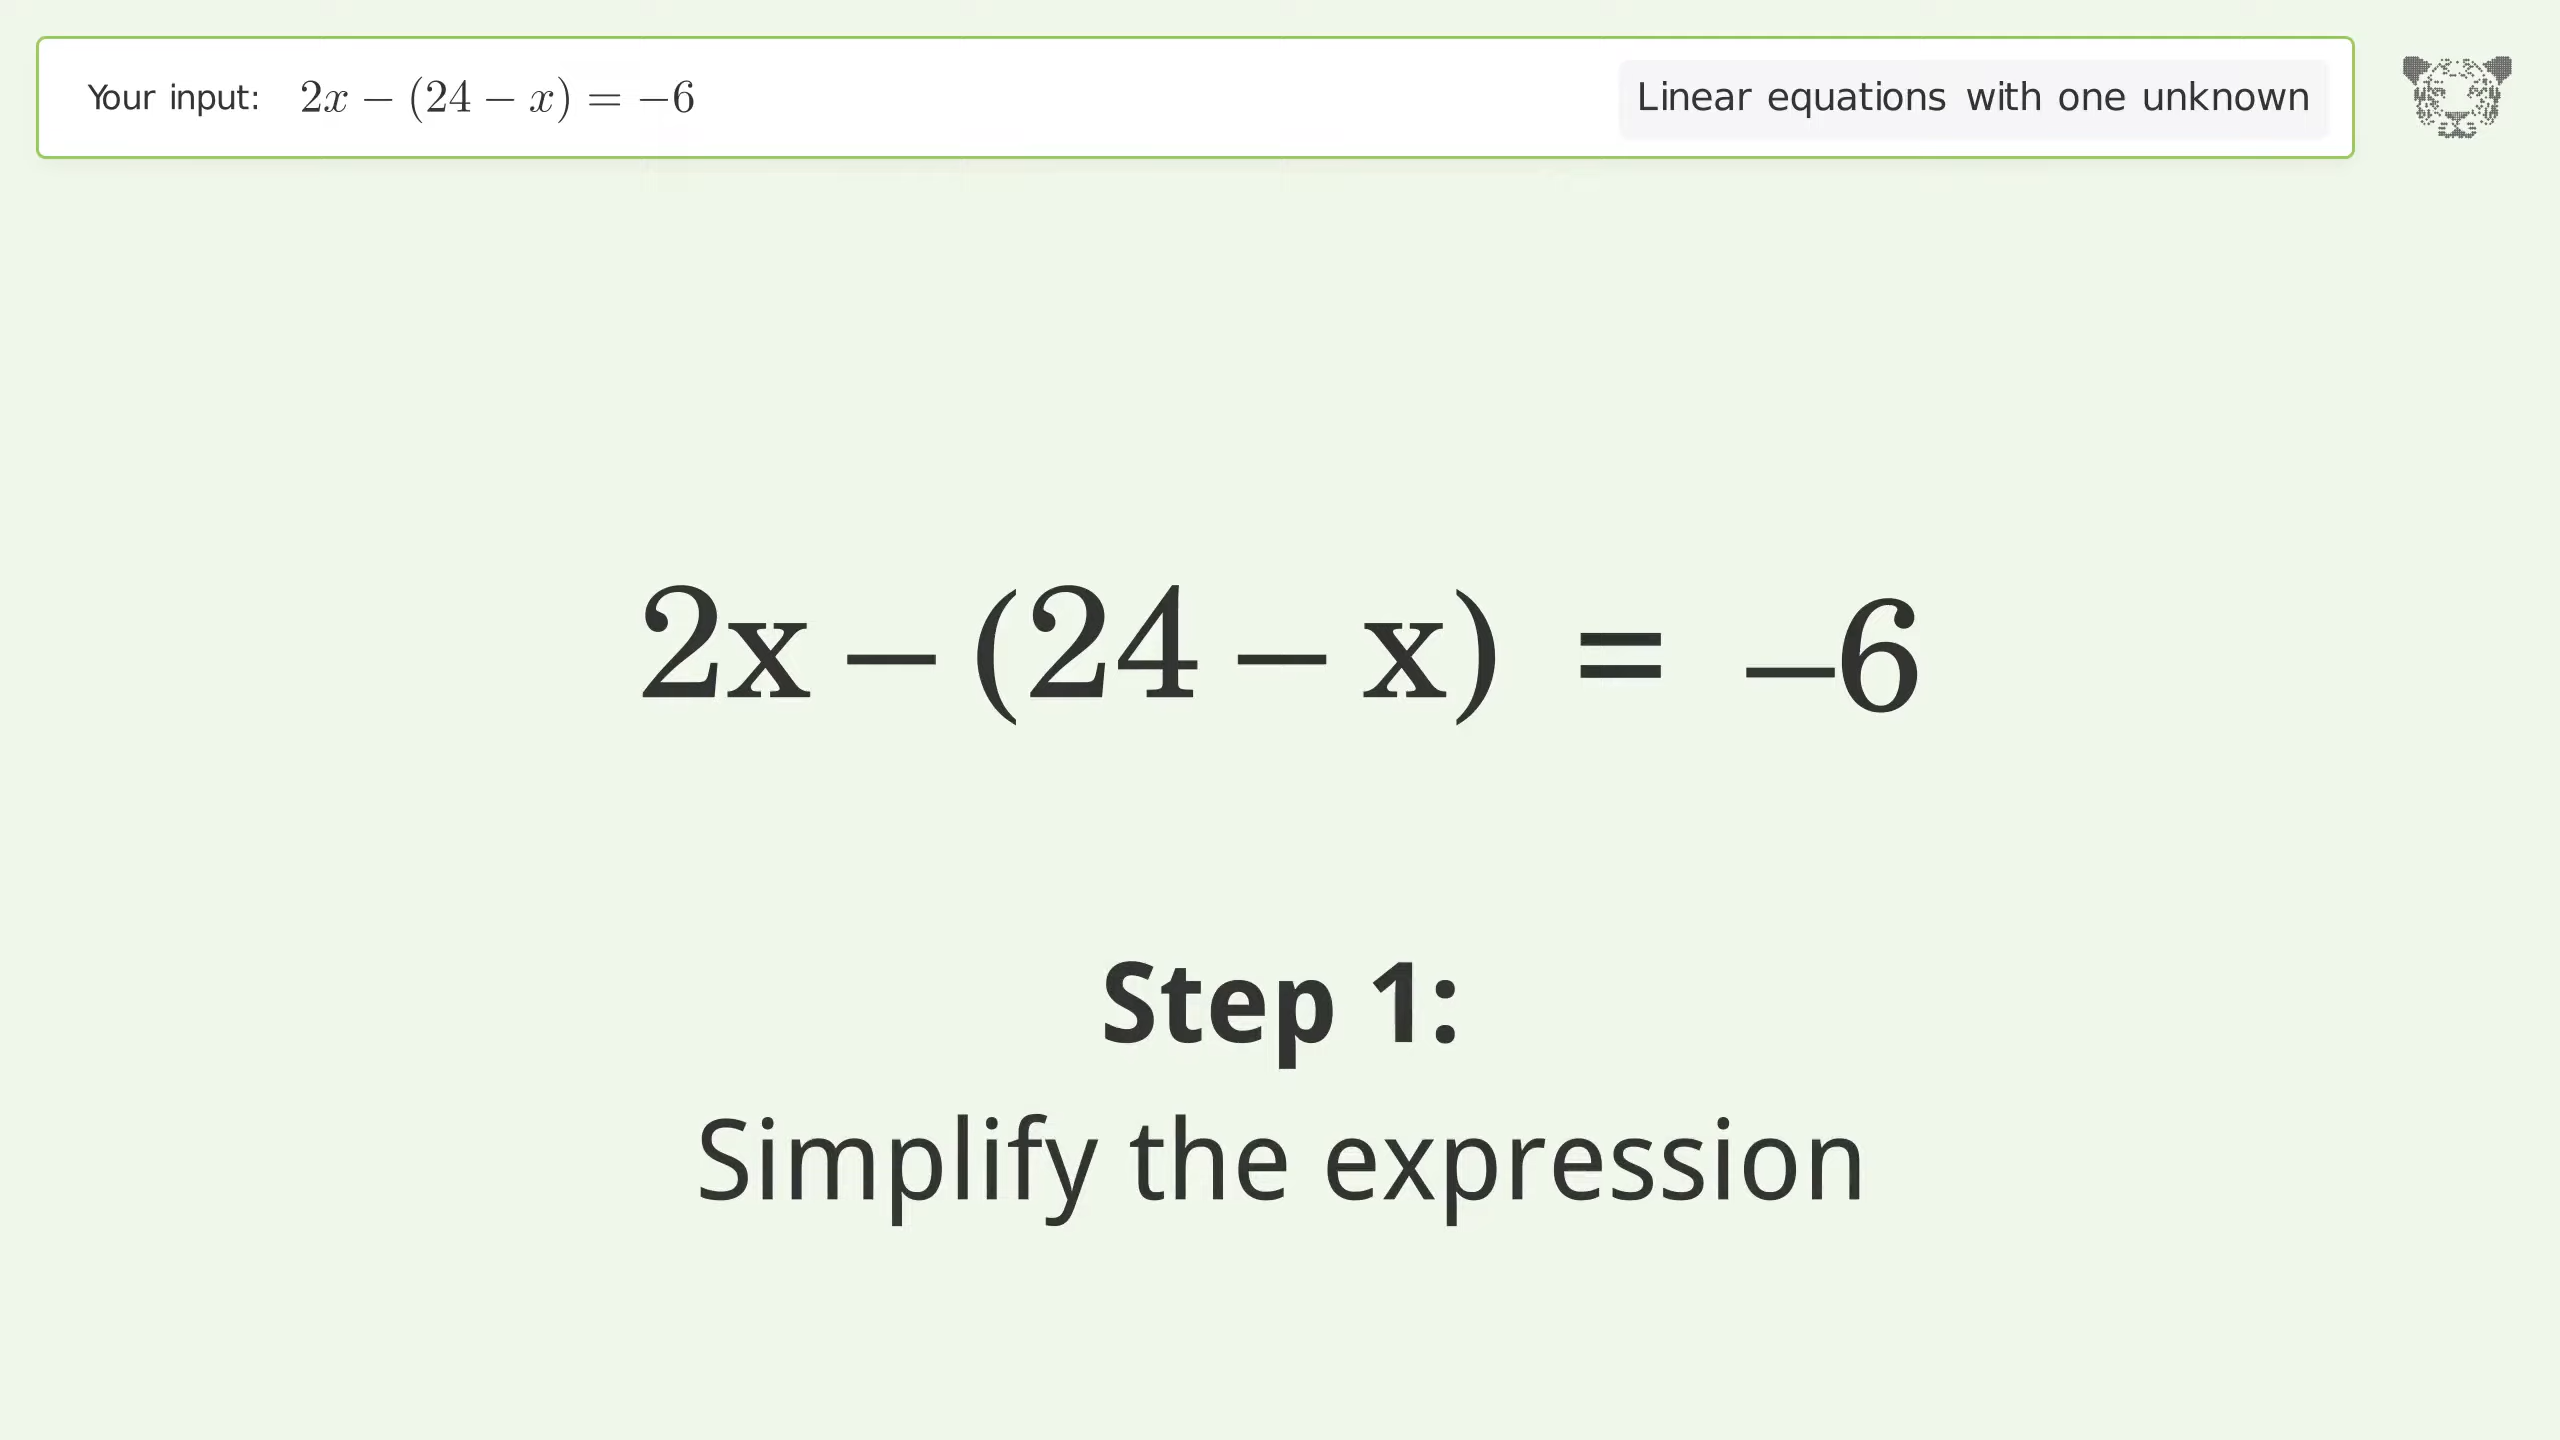 Your input: 2x − (24 − x) = −6
Linear equations with one unknown
2x − (24 − x) = −6
Step 1:
Simplify the expression